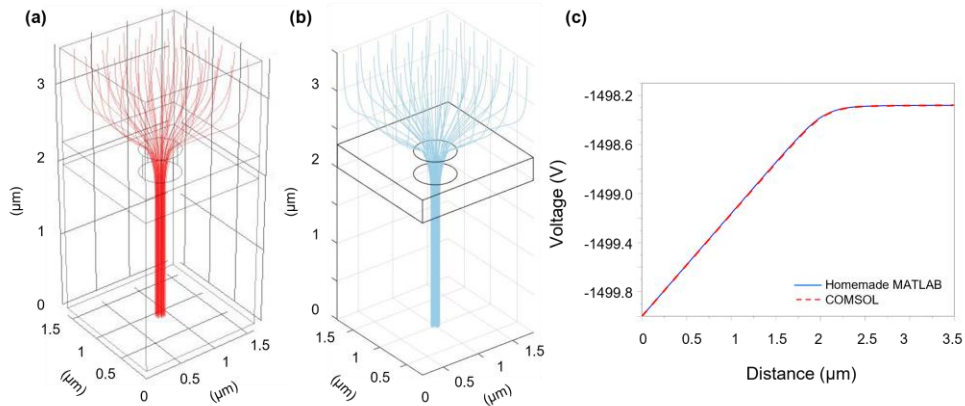 (a)
3
2
1
0
(μm)
1.5
1
0.5
(μm)
0
0.5
1
1.5
(μm)
(b)
3
2
1
0
(μm)
1.5
1
0.5
(μm)
0
0.5
1
1.5
(μm)
(c)
-1498.2
-1498.6
-1499.0
-1499.4
-1499.8
Voltage (V)
Homemade MATLAB
COMSOL
0 0.5 1 1.5 2 2.5 3 3.5
Distance (μm)